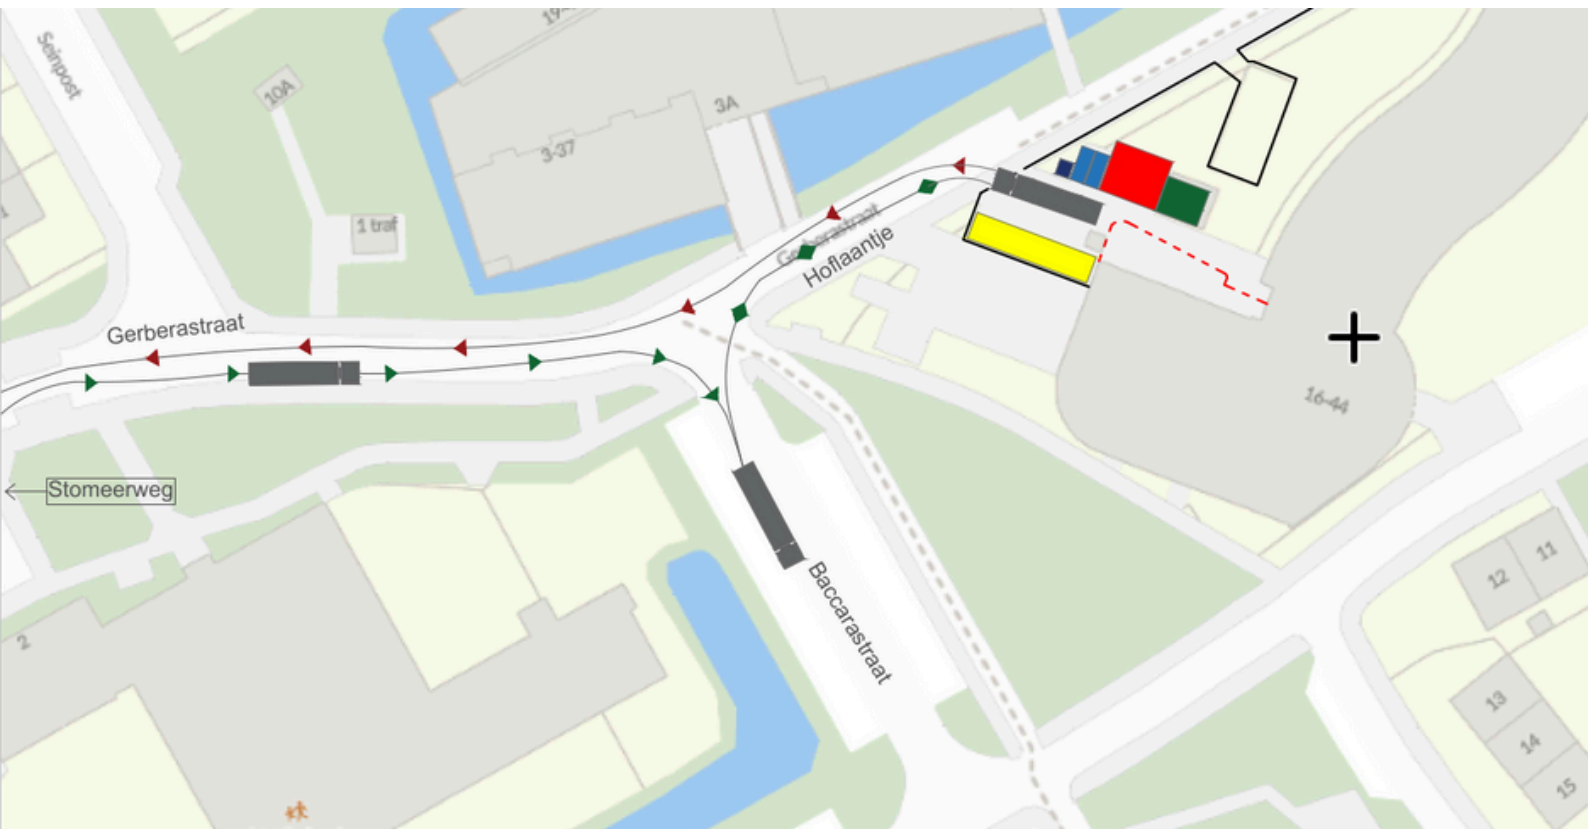 Seinpost
10A
3A
3-37
1 traf
Gerberastraat
Hoflaantje
Gerberastraat
16-44
Stomeerweg
11
12
Baccarastraat
2
13
14
15